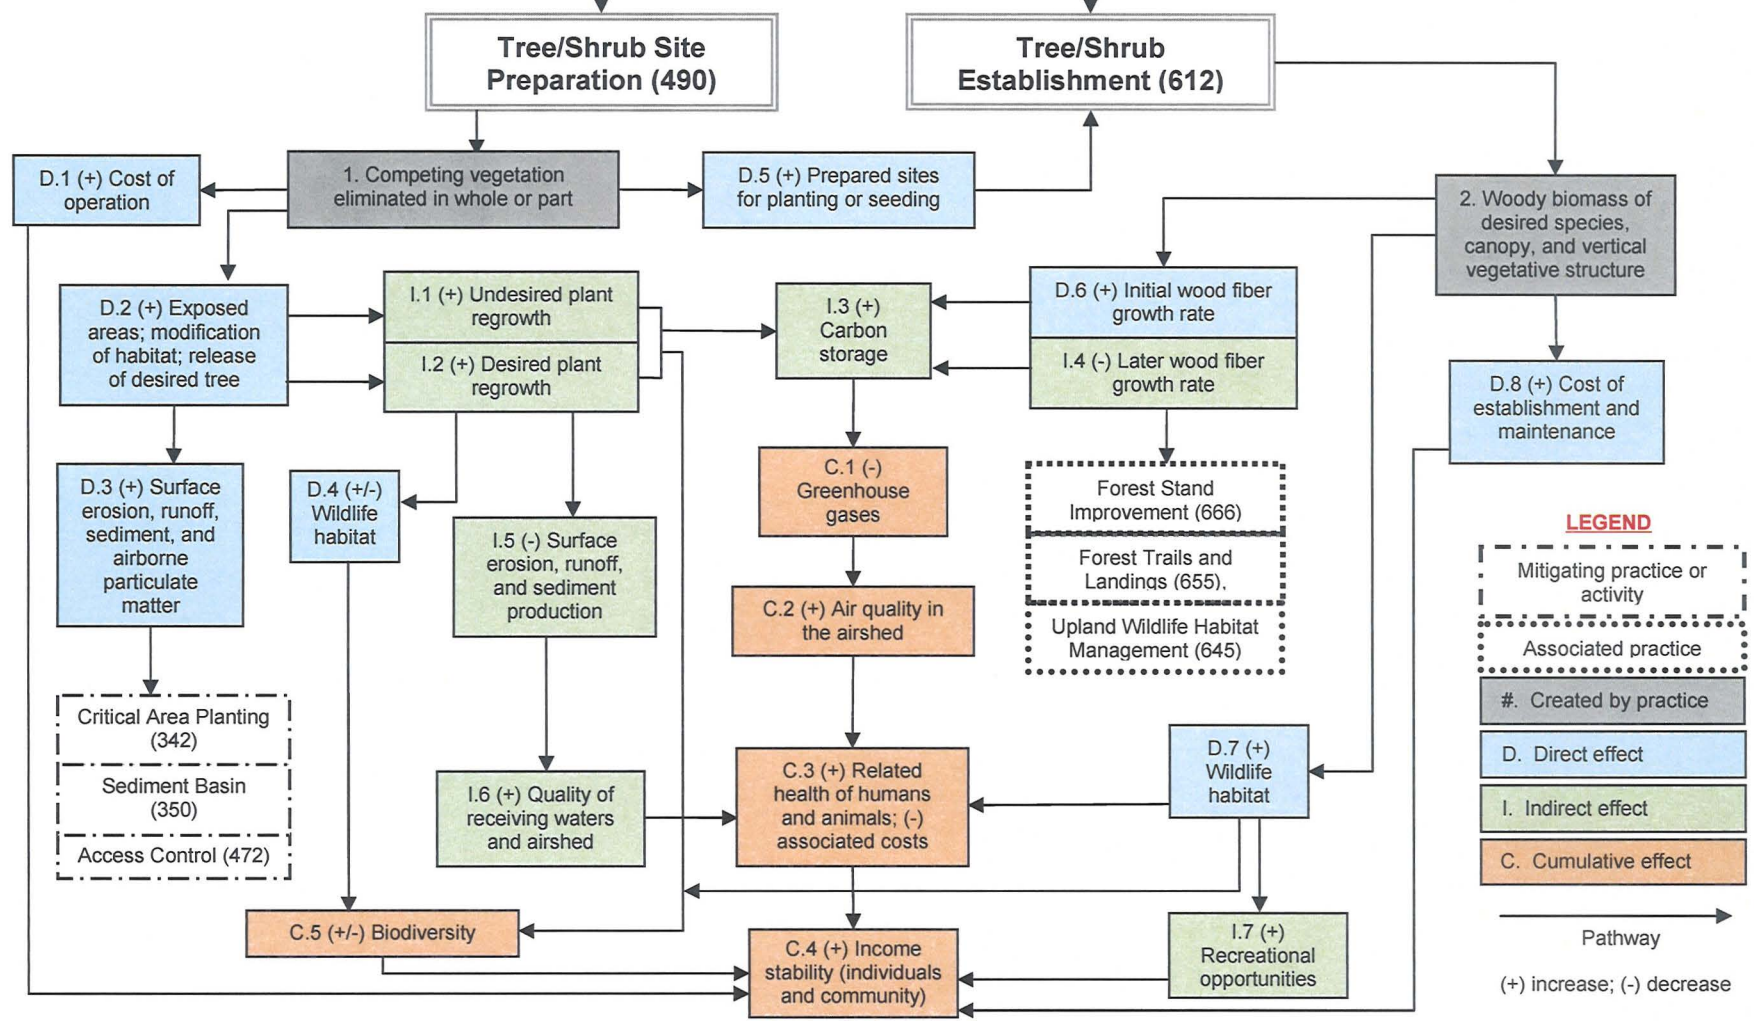 Tree/Shrub Site
Preparation (490)
Tree/Shrub
Establishment (612)
D.1 (+) Cost of
operation
1. Competing vegetation
eliminated in whole or part
D.5 (+) Prepared sites
for planting or seeding
2. Woody biomass of
desired species,
canopy, and vertical
vegetative structure
D.2 (+) Exposed
areas; modification
of habitat; release
of desired tree
I.1 (+) Undesired plant
regrowth
I.2 (+) Desired plant
regrowth
I.3 (+)
Carbon
storage
D.6 (+) Initial wood fiber
growth rate
I.4 (-) Later wood fiber
growth rate
D.8 (+) Cost of
establishment and
maintenance
D.3 (+) Surface
erosion, runoff,
sediment, and
airborne
particulate
matter
D.4 (+/-)
Wildlife
habitat
I.5 (-) Surface
erosion, runoff,
and sediment
production
C.1 (-)
Greenhouse
gases
C.2 (+) Air quality in
the airshed
Forest Stand
Improvement (666)
Forest Trails and
Landings (655),
Upland Wildlife Habitat
Management (645)
Critical Area Planting
(342)
Sediment Basin
(350)
Access Control (472)
I.6 (+) Quality of
receiving waters
and airshed
C.3 (+) Related
health of humans
and animals; (-)
associated costs
D.7 (+)
Wildlife
habitat
C.5 (+/-) Biodiversity
C.4 (+) Income
stability (individuals
and community)
I.7 (+)
Recreational
opportunities
LEGEND
Mitigating practice or
activity
Associated practice
#. Created by practice
D. Direct effect
I. Indirect effect
C. Cumulative effect
Pathway
(+) increase; (-) decrease